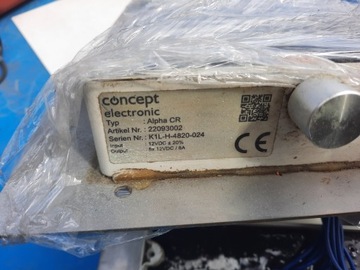 concept
electronic
Typ : Alpha CR
Artikel Nr. : 22093002
Serien Nr. : K1L-H-4820-024
Input : 12VDC ± 20%
Output : 8x 12VDC / 8A
CE